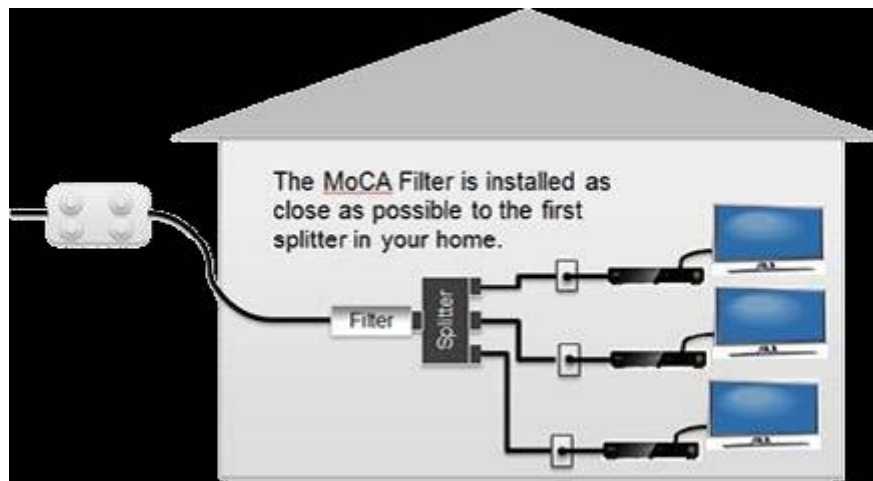 The MoCA Filter is installed as
close as possible to the first
splitter in your home.
Filter
Splitter